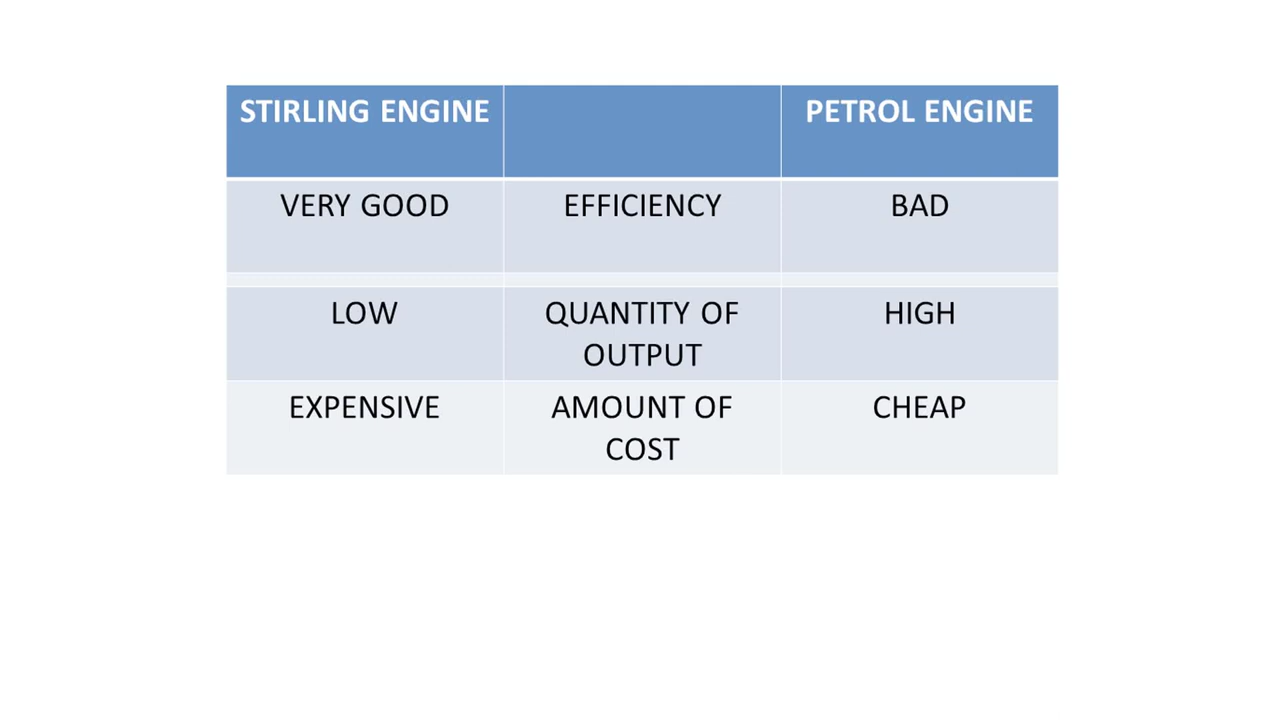 STIRLING ENGINE PETROL ENGINE
VERY GOOD EFFICIENCY BAD
LOW QUANTITY OF HIGH
OUTPUT
EXPENSIVE AMOUNT OF CHEAP
COST